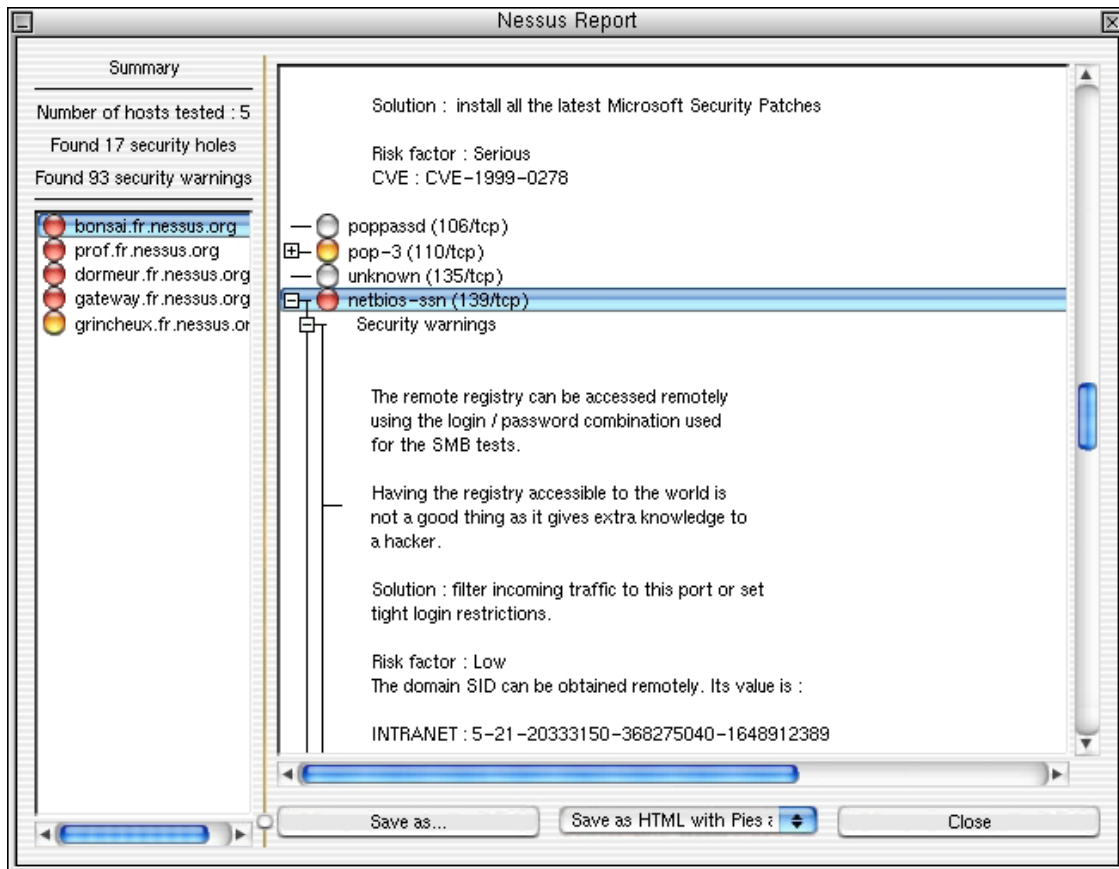 Nessus Report
Summary
Number of hosts tested : 5
Found 17 security holes
Found 93 security warnings
bonsai.fr.nessus.org
prof.fr.nessus.org
dormeur.fr.nessus.org
gateway.fr.nessus.org
grincheux.fr.nessus.or
Solution : install all the latest Microsoft Security Patches
Risk factor : Serious
CVE : CVE-1999-0278
poppassd (106/tcp)
pop-3 (110/tcp)
unknown (135/tcp)
netbios-ssn (139/tcp)
Security warnings
The remote registry can be accessed remotely
using the login / password combination used
for the SMB tests.
Having the registry accessible to the world is
not a good thing as it gives extra knowledge to
a hacker.
Solution : filter incoming traffic to this port or set
tight login restrictions.
Risk factor : Low
The domain SID can be obtained remotely. Its value is :
INTRANET : 5-21-20333150-368275040-1648912389
Save as...
Save as HTML with Pies a
Close